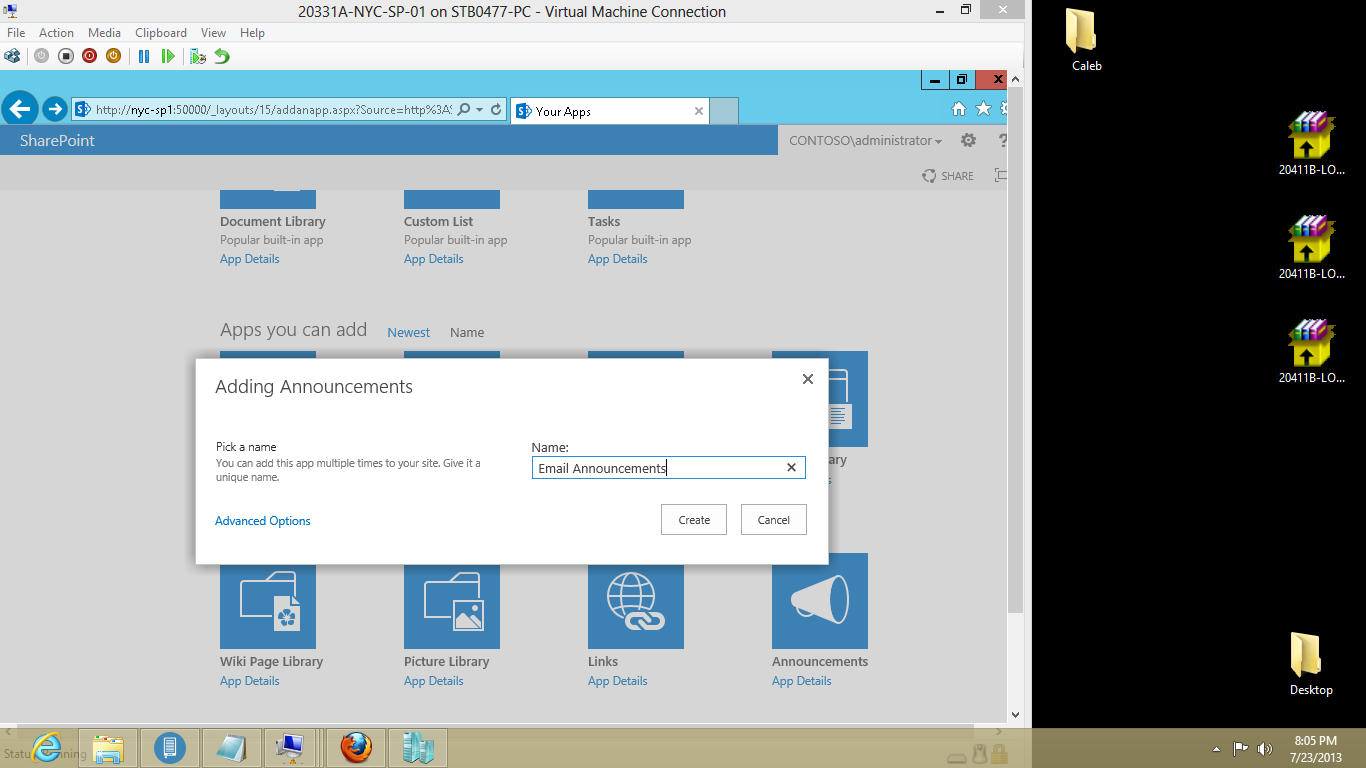 20331A-NYC-SP-01 on STB0477-PC - Virtual Machine Connection
File Action Media Clipboard View Help
Caleb
http://nyc-sp1:50000/_layouts/15/addanapp.aspx?Source=http%3A%
Your Apps
SharePoint
CONTOSO\administrator
SHARE
20411B-LO...
Document Library Custom List Tasks
Popular built-in app Popular built-in app Popular built-in app
App Details App Details App Details
20411B-LO...
Apps you can add Newest Name
20411B-LO...
Adding Announcements
Pick a name
You can add this app multiple times to your site. Give it a
unique name.
Name:
Email Announcements
Advanced Options
Create Cancel
Wiki Page Library Picture Library Links Announcements
App Details App Details App Details App Details
Desktop
8:05 PM
7/23/2013